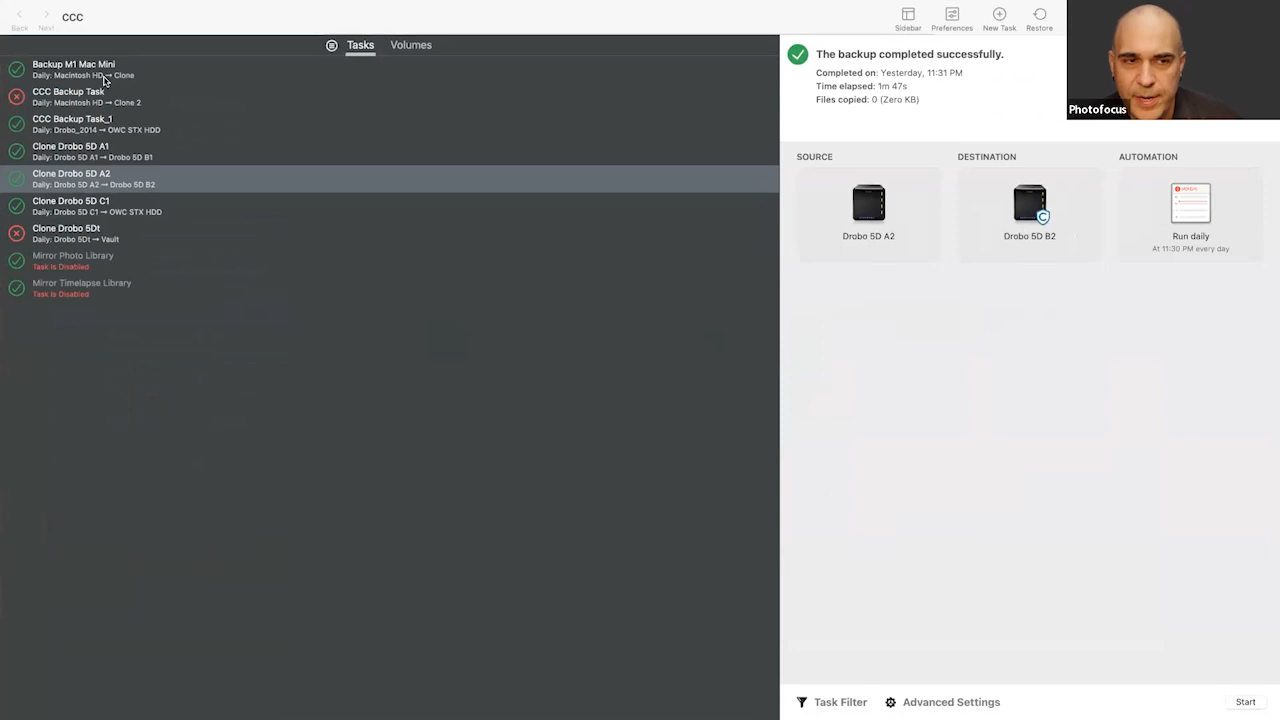 Back
Next
CCC
Sidebar
Preferences
New Task
Restore
Tasks
Volumes
Backup M1 Mac Mini
Daily: Macintosh HD → Clone
CCC Backup Task
Daily: Macintosh HD → Clone 2
CCC Backup Task_1
Daily: Drobo_2014 → OWC STX HDD
Clone Drobo 5D A1
Daily: Drobo 5D A1 → Drobo 5D B1
Clone Drobo 5D A2
Daily: Drobo 5D A2 → Drobo 5D B2
Clone Drobo 5D C1
Daily: Drobo 5D C1 → OWC STX HDD
Clone Drobo 5Dt
Daily: Drobo 5Dt → Vault
Mirror Photo Library
Task Is Disabled
Mirror Timelapse Library
Task Is Disabled
The backup completed successfully.
Completed on: Yesterday, 11:31 PM
Time elapsed: 1m 47s
Files copied: 0 (Zero KB)
SOURCE
DESTINATION
AUTOMATION
Drobo 5D A2
Drobo 5D B2
Run daily
At 11:30 PM every day
Task Filter
Advanced Settings
Start
Photofocus